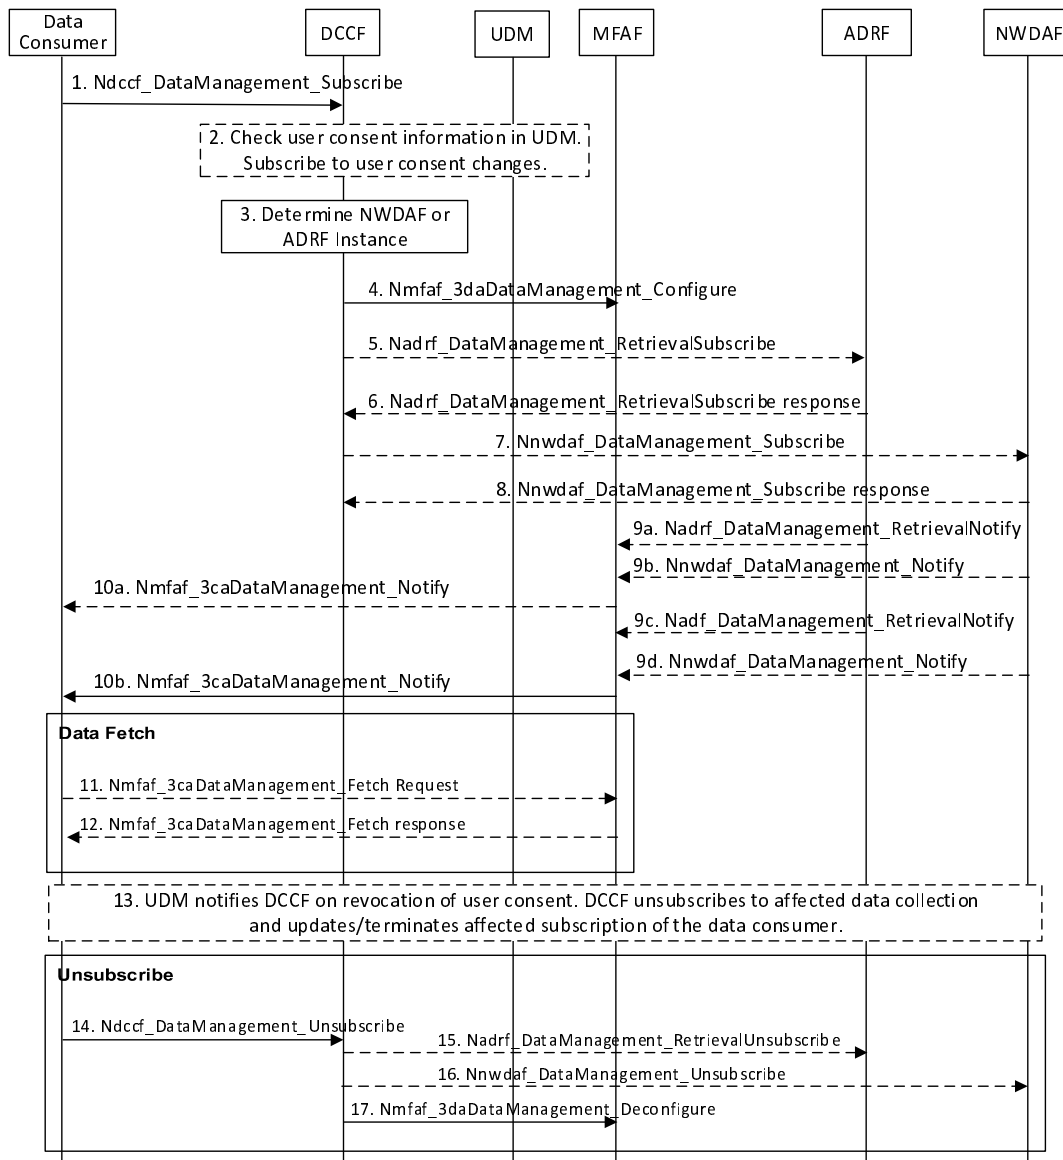 Data
Consumer
DCCF
UDM
MFAF
ADRF
NWDAF
1. Ndccf_DataManagement_Subscribe
2. Check user consent information in UDM.
Subscribe to user consent changes.
3. Determine NWDAF or
ADRF Instance
4. Nmfaf_3daDataManagement_Configure
5. Nadrf_DataManagement_RetrievalSubscribe
6. Nadrf_DataManagement_RetrievalSubscribe response
7. Nnwdaf_DataManagement_Subscribe
8. Nnwdaf_DataManagement_Subscribe response
9a. Nadrf_DataManagement_RetrievalNotify
9b. Nnwdaf_DataManagement_Notify
10a. Nmfaf_3caDataManagement_Notify
9c. Nadf_DataManagement_RetrievalNotify
9d. Nnwdaf_DataManagement_Notify
10b. Nmfaf_3caDataManagement_Notify
Data Fetch
11. Nmfaf_3caDataManagement_Fetch Request
12. Nmfaf_3caDataManagement_Fetch response
13. UDM notifies DCCF on revocation of user consent. DCCF unsubscribes to affected data collection
and updates/terminates affected subscription of the data consumer.
Unsubscribe
14. Ndccf_DataManagement_Unsubscribe
15. Nadrf_DataManagement_RetrievalUnsubscribe
16. Nnwdaf_DataManagement_Unsubscribe
17. Nmfaf_3daDataManagement_Deconfigure